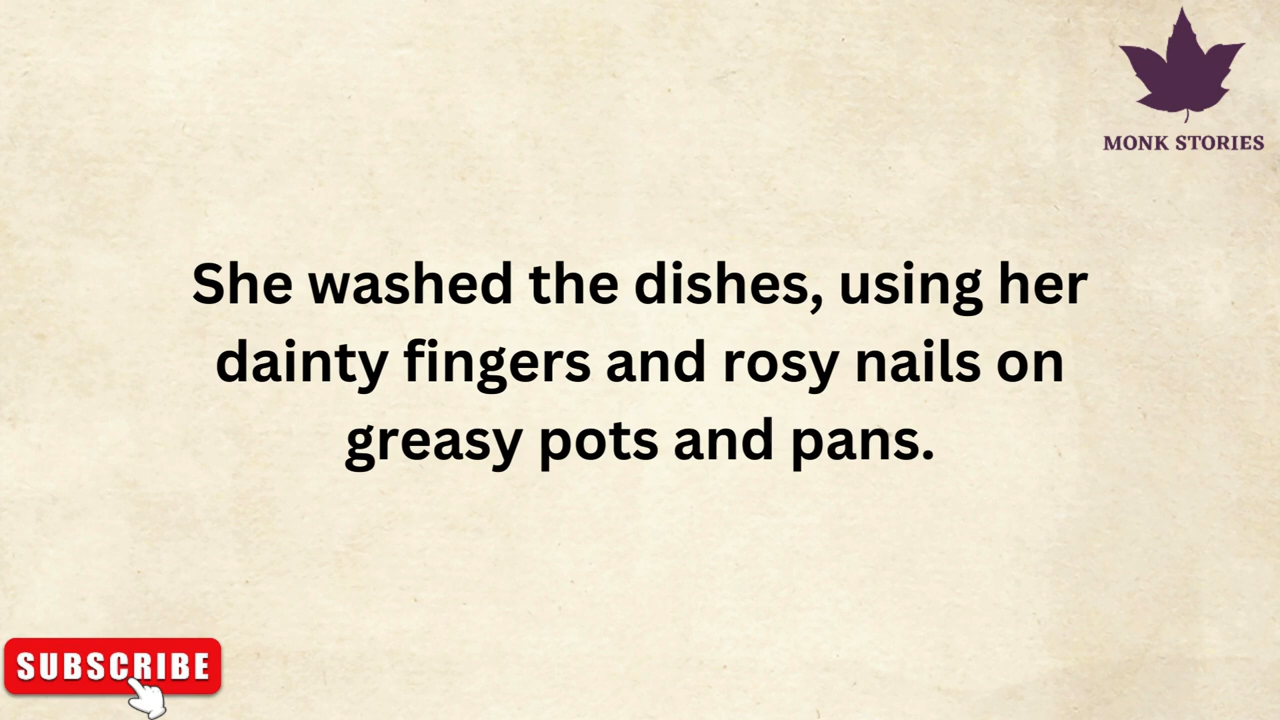 MONK STORIES
She washed the dishes, using her
dainty fingers and rosy nails on
greasy pots and pans.
SUBSCRIBE